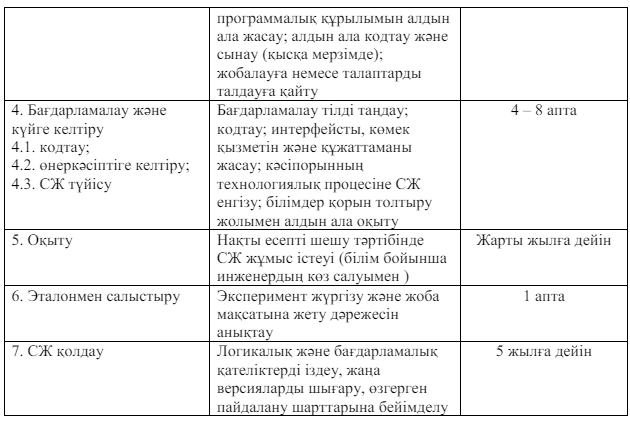 программалық құрылымын алдын
ала жасау; алдын ала кодтау және
сынау (қысқа мерзімде);
жобалауға немесе талаптарды
талдауға қайту
4. Бағдарламалау және
күйге келтіру
4.1. кодтау;
4.2. өнеркәсіптіге келтіру;
4.3. СЖ түйісу
Бағдарламалау тілді таңдау;
кодтау; интерфейсты, көмек
қызметін және құжаттаманы
жасау; кәсіпорынның
технологиялық процесіне СЖ
енгізу; білімдер қорын толтыру
жолымен алдын ала оқыту
4 – 8 апта
5. Оқыту
Нақты есепті шешу тәртібінде
СЖ жұмыс істеуі (білім бойынша
инженердың көз салуымен )
Жарты жылға дейін
6. Эталонмен салыстыру
Эксперимент жүргізу және жоба
мақсатына жету дәрежесін
анықтау
1 апта
7. СЖ қолдау
Логикалық және бағдарламалық
қателіктерді іздеу, жаңа
версияларды шығару, өзгерген
пайдалану шарттарына бейімделу
5 жылға дейін